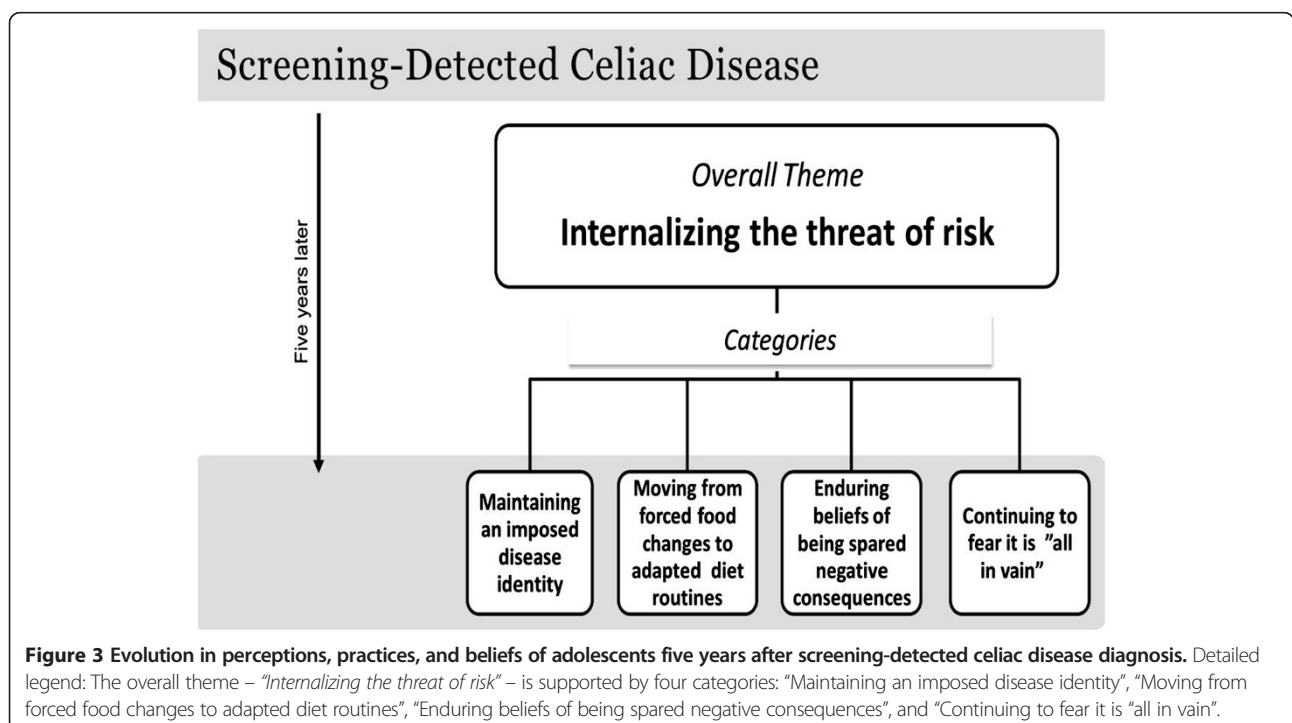 Screening-Detected Celiac Disease
Five years later
Overall Theme
Internalizing the threat of risk
Categories
Maintaining
an imposed
disease
identity
Moving from
forced food
changes to
adapted diet
routines
Enduring
beliefs of
being spared
negative
consequences
Continuing to
fear it is ”all
in vain”
Figure 3 Evolution in perceptions, practices, and beliefs of adolescents five years after screening-detected celiac disease diagnosis. Detailed
legend: The overall theme – “Internalizing the threat of risk” – is supported by four categories: “Maintaining an imposed disease identity”, “Moving from
forced food changes to adapted diet routines”, “Enduring beliefs of being spared negative consequences”, and “Continuing to fear it is “all in vain”.